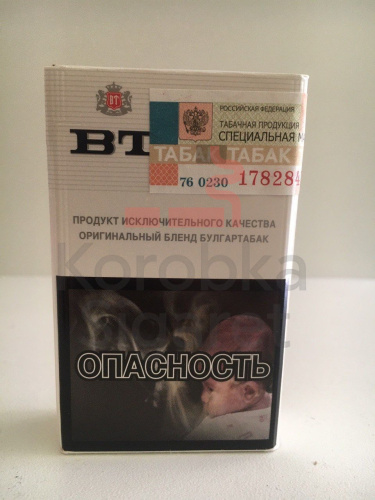 BT
РОССИЙСКАЯ ФЕДЕРАЦИЯ
ТАБАЧНАЯ ПРОДУКЦИЯ
СПЕЦИАЛЬНАЯ
BT
ТАБАК ТАБАК
76 0230 178284
ПРОДУКТ ИСКЛЮЧИТЕЛЬНОГО КАЧЕСТВА
ОРИГИНАЛЬНЫЙ БЛЕНД БУЛГАРТАБАК
Korobka
ОПАСНОСТЬ